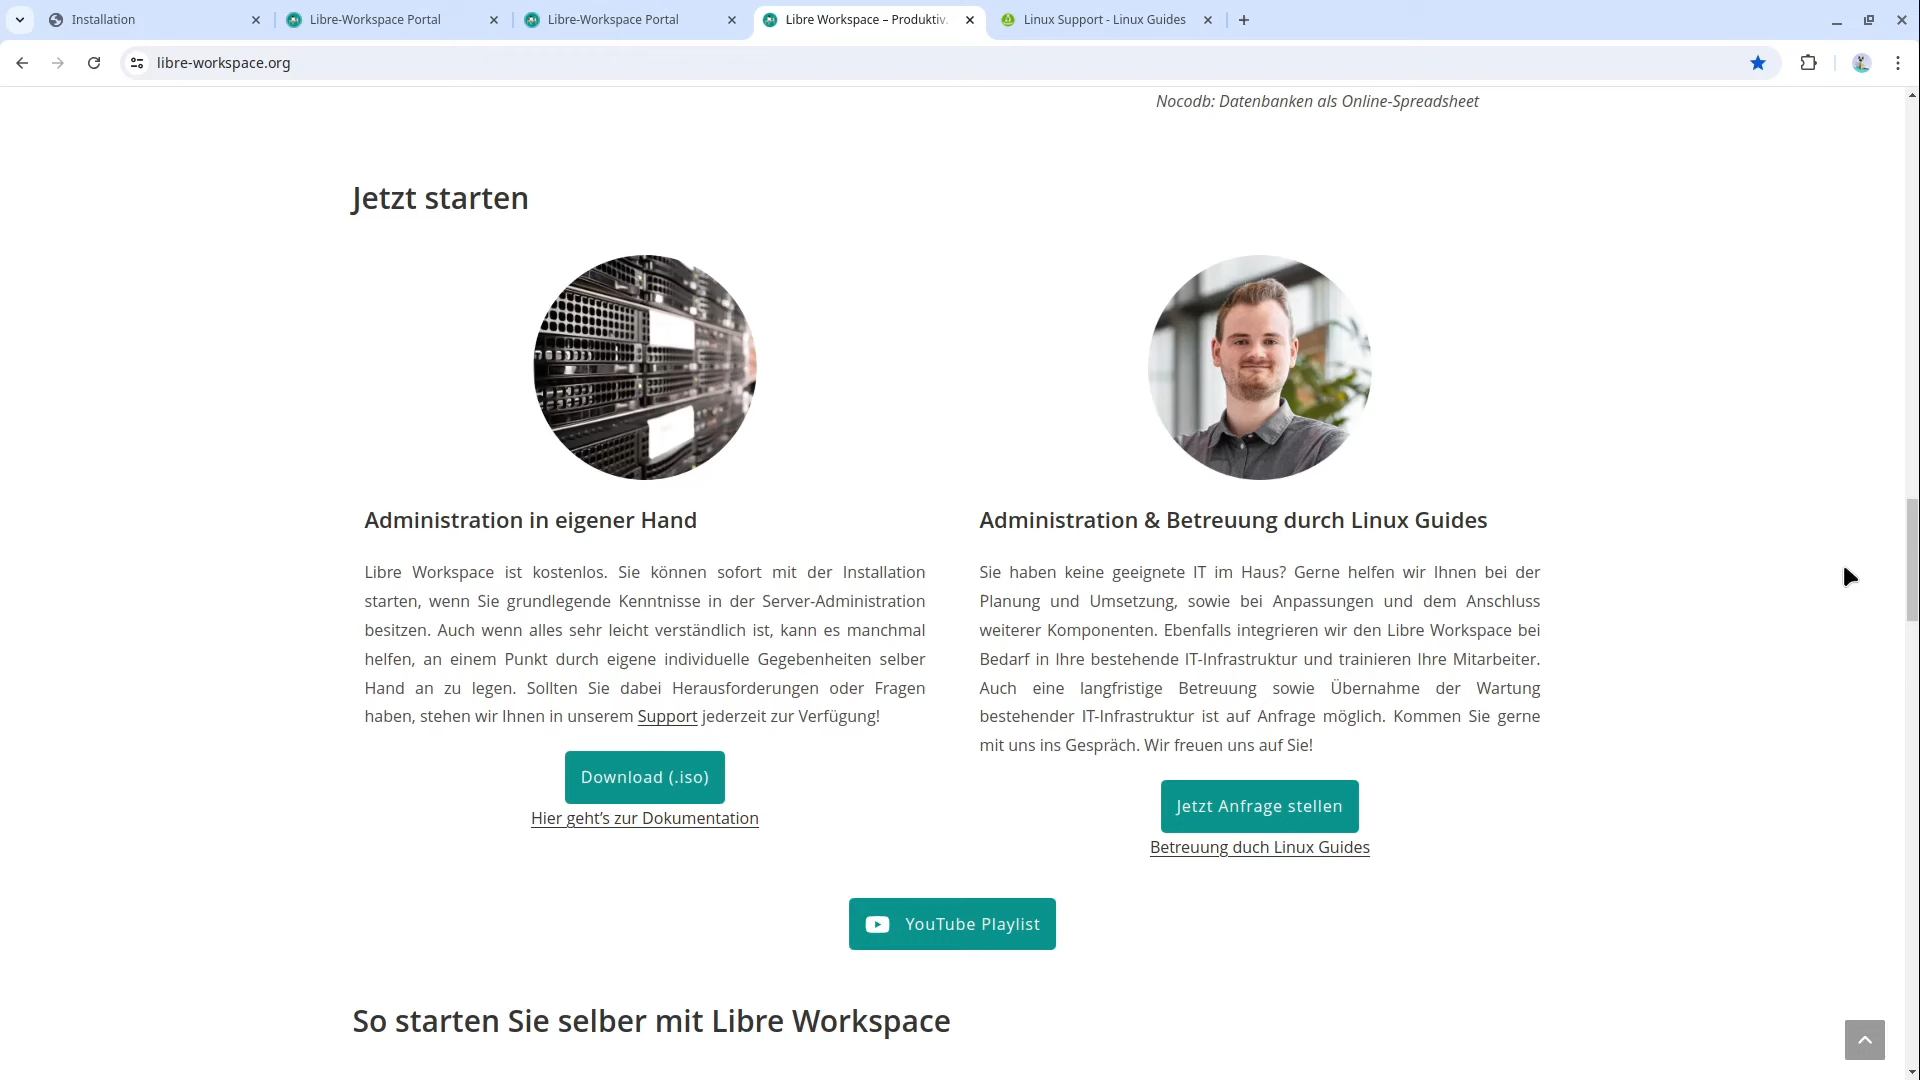 Installation
Libre-Workspace Portal
Libre-Workspace Portal
Libre Workspace – Produktiv.
Linux Support - Linux Guides
libre-workspace.org
Nocodb: Datenbanken als Online-Spreadsheet
Jetzt starten
Administration in eigener Hand
Libre Workspace ist kostenlos. Sie können sofort mit der Installation
starten, wenn Sie grundlegende Kenntnisse in der Server-Administration
besitzen. Auch wenn alles sehr leicht verständlich ist, kann es manchmal
helfen, an einem Punkt durch eigene individuelle Gegebenheiten selber
Hand an zu legen. Sollten Sie dabei Herausforderungen oder Fragen
haben, stehen wir Ihnen in unserem Support jederzeit zur Verfügung!
Download (.iso)
Hier geht's zur Dokumentation
Administration & Betreuung durch Linux Guides
Sie haben keine geeignete IT im Haus? Gerne helfen wir Ihnen bei der
Planung und Umsetzung, sowie bei Anpassungen und dem Anschluss
weiterer Komponenten. Ebenfalls integrieren wir den Libre Workspace bei
Bedarf in Ihre bestehende IT-Infrastruktur und trainieren Ihre Mitarbeiter.
Auch eine langfristige Betreuung sowie Übernahme der Wartung
bestehender IT-Infrastruktur ist auf Anfrage möglich. Kommen Sie gerne
mit uns ins Gespräch. Wir freuen uns auf Sie!
Jetzt Anfrage stellen
Betreuung duch Linux Guides
YouTube Playlist
So starten Sie selber mit Libre Workspace